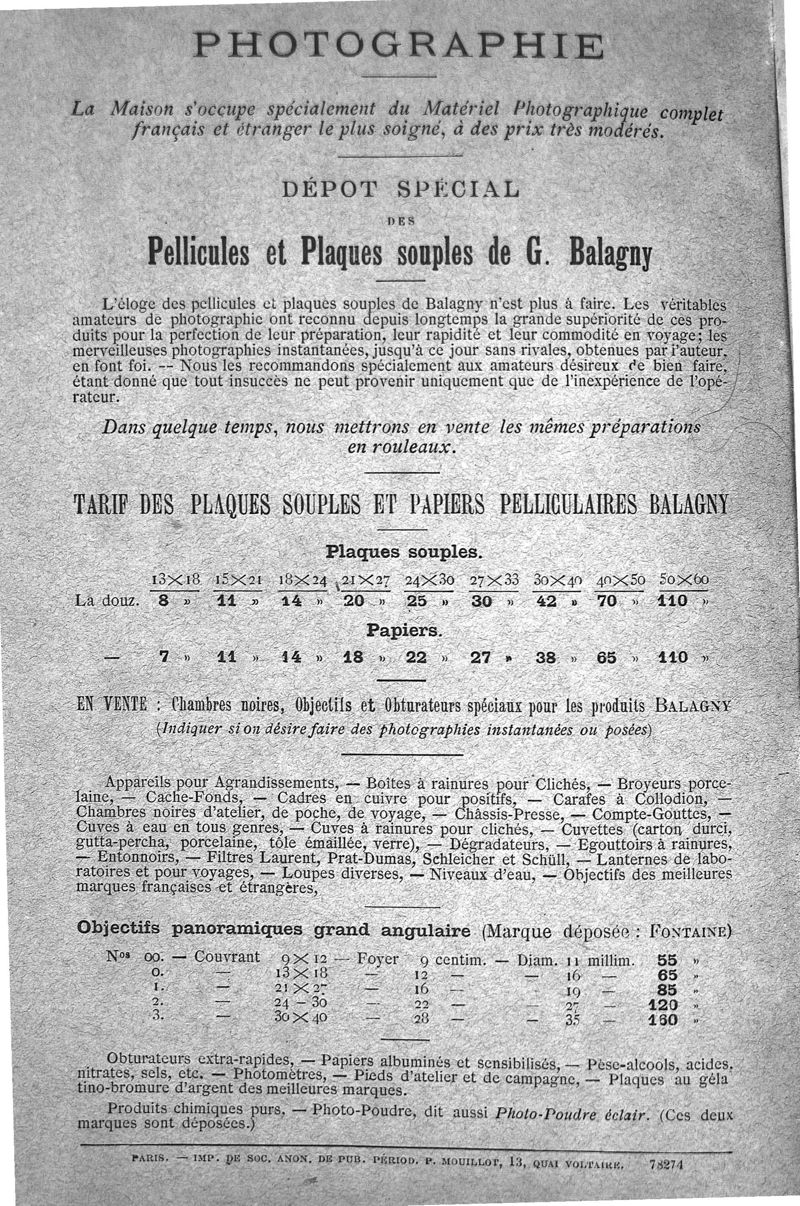 PHOTOGRAPHIE
La Maison s'occupe spécialement du Matériel Photographique complet
français et étranger le plus soigné, à des prix très modérés.
DÉPOT SPÉCIAL
DES
Pellicules et Plaques souples de G. Balagny
L'éloge des pellicules et plaques souples de Balagny n'est plus à faire. Les véritables
amateurs de photographie ont reconnu depuis longtemps la grande supériorité de ces pro-
duits pour la perfection de leur préparation, leur rapidité et leur commodité en voyage; les
merveilleuses photographies instantanées, jusqu'à ce jour sans rivales, obtenues par l'auteur,
en font foi. -- Nous les recommandons spécialement aux amateurs désireux de bien faire,
étant donné que tout insuccès ne peut provenir uniquement que de l'inexpérience de l'opé-
rateur.
Dans quelque temps, nous mettrons en vente les mêmes préparations
en rouleaux.
TARIF DES PLAQUES SOUPLES ET PAPIERS PELLICULAIRES BALAGNY
Plaques souples.
13×18 15×21 18×24 21×27 24×30 27×33 30×40 40×50 50×60
La douz. 8 » 11 » 14 » 20 » 25 » 30 » 42 » 70 » 110 »
Papiers.
— 7 » 11 » 14 » 18 » 22 » 27 » 38 » 65 » 110 »
EN VENTE : Chambres noires, Objectifs et Obturateurs spéciaux pour les produits BALAGNY
(Indiquer si on désire faire des photographies instantanées ou posées)
Appareils pour Agrandissements, — Boîtes à rainures pour Clichés, — Broyeurs porce-
laine, — Cache-Fonds, — Cadres en cuivre pour positifs, — Carafes à Collodion, —
Chambres noires d'atelier, de poche, de voyage, — Châssis-Presse, — Compte-Gouttes, —
Cuves à eau en tous genres, — Cuves à rainures pour clichés, — Cuvettes (carton durci,
gutta-percha, porcelaine, tôle émaillée, verre), — Dégradateurs, — Egouttoirs à rainures,
— Entonnoirs, — Filtres Laurent, Prat-Dumas, Schleicher et Schüll, — Lanternes de labo-
ratoires et pour voyages, — Loupes diverses, — Niveaux d'eau, — Objectifs des meilleures
marques françaises et étrangères,
Objectifs panoramiques grand angulaire (Marque déposée : FONTAINE)
Nos 00. — Couvrant 9×12 — Foyer 9 centim. — Diam. 11 millim. 55 »
0. — 13×18 — 12 — — 16 — 65 »
1. — 21×27 — 16 — — 19 — 85 »
2. — 24—30 — 22 — — 27 — 120 »
3. — 30×40 — 28 — — 35 — 160 »
Obturateurs extra-rapides, — Papiers albuminés et sensibilisés, — Pèse-alcools, acides,
nitrates, sels, etc. — Photomètres, — Pieds d'atelier et de campagne, — Plaques au géla
tino-bromure d'argent des meilleures marques.
Produits chimiques purs, — Photo-Poudre, dit aussi Photo-Poudre éclair. (Ces deux
marques sont déposées.)
PARIS. — IMP. DE SOC. ANON. DE PUB. PÉRIOD. P. MOUILLOT, 13, QUAI VOLTAIRE. 78274